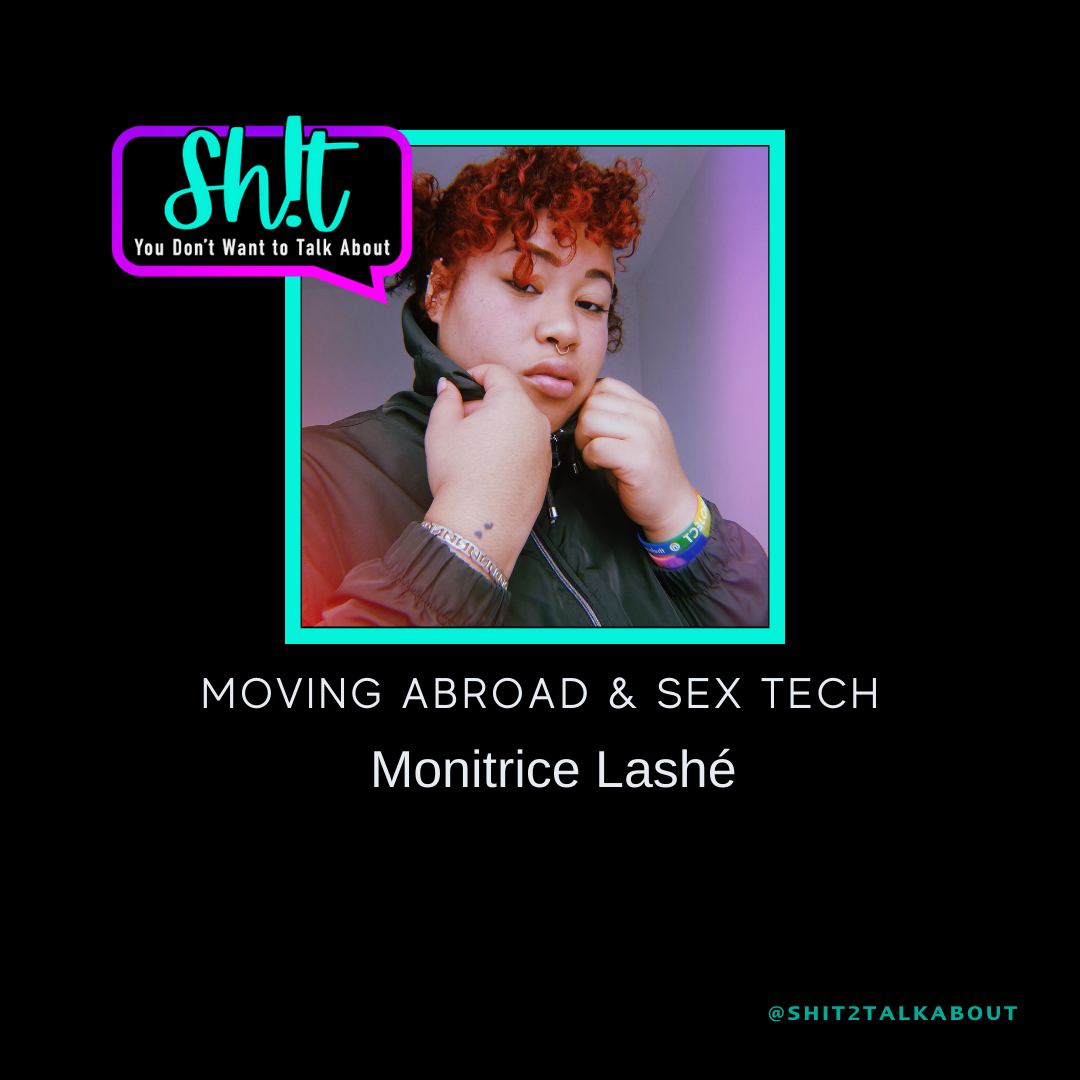 Sh!t
You Don't Want to Talk About
MOVING ABROAD & SEX TECH
Monitrice Lashé
@SHIT2TALKABOUT